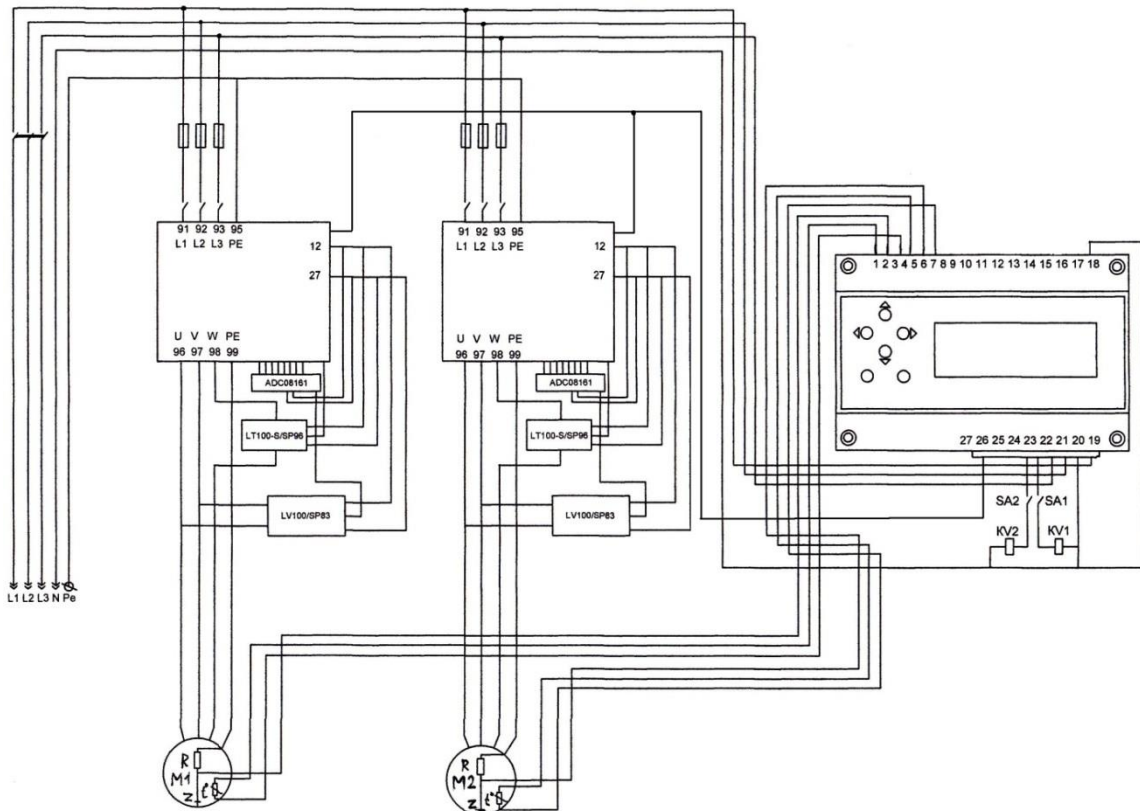 91 92 93 95
L1 L2 L3 PE
12
27
U V W PE
96 97 98 99
ADC08161
LT100-S/SP96
LV100/SP83
91 92 93 95
L1 L2 L3 PE
12
27
U V W PE
96 97 98 99
ADC08161
LT100-S/SP96
LV100/SP83
1 2 3 4 5 6 7 8 9 10 11 12 13 14 15 16 17 18
27 26 25 24 23 22 21 20 19
SA2 SA1
KV2 KV1
L1 L2 L3 N Pe
R
M1
t°
Z
R
M2
t°
Z